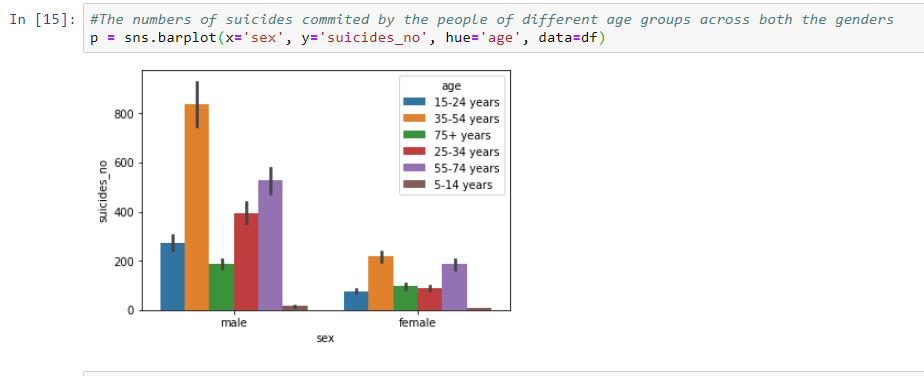 In [15]: #The numbers of suicides commited by the people of different age groups across both the genders
p = sns.barplot(x='sex', y='suicides_no', hue='age', data=df)
age
15-24 years
35-54 years
75+ years
25-34 years
55-74 years
5-14 years
suicides_no
800
600
400
200
0
male female
sex